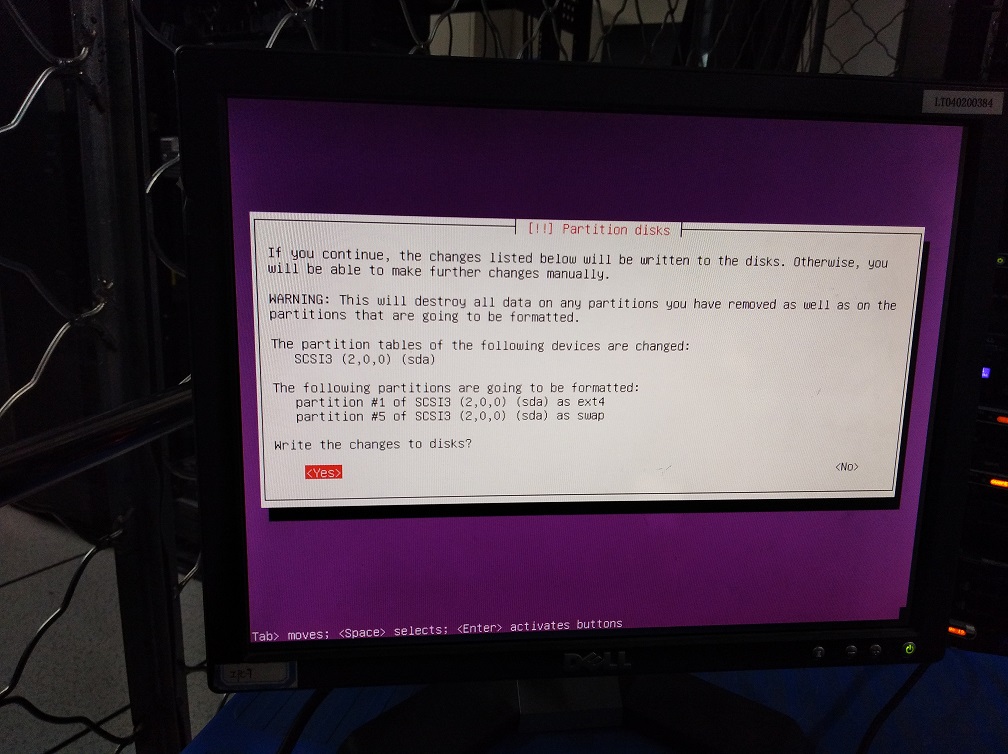 LT040200384
[!!] Partition disks
If you continue, the changes listed below will be written to the disks. Otherwise, you
will be able to make further changes manually.
WARNING: This will destroy all data on any partitions you have removed as well as on the
partitions that are going to be formatted.
The partition tables of the following devices are changed:
SCSI3 (2,0,0) (sda)
The following partitions are going to be formatted:
partition #1 of SCSI3 (2,0,0) (sda) as ext4
partition #5 of SCSI3 (2,0,0) (sda) as swap
Write the changes to disks?
<Yes> <No>
Tab> moves; <Space> selects; <Enter> activates buttons
DELL